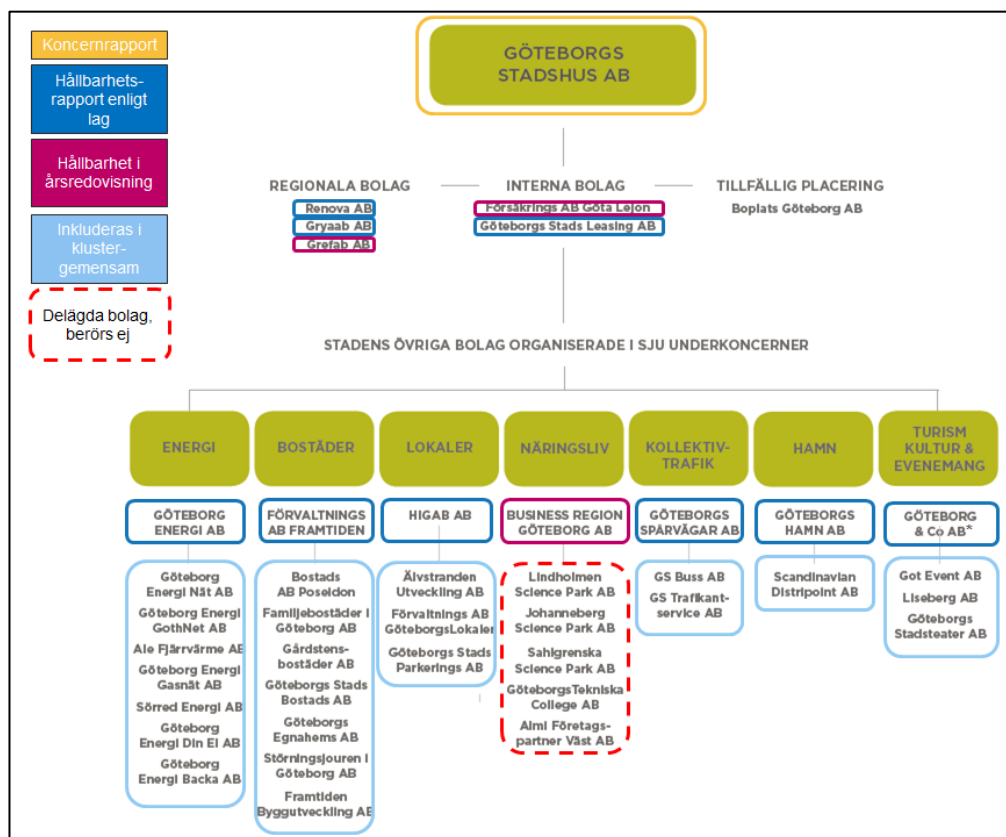 Koncernrapport
Hållbarhets-
rapport enligt
lag
Hållbarhet i
årsredovisning
Inkluderas i
kluster-
gemensam
Delägda bolag,
berörs ej
GÖTEBORGS
STADSHUS AB
REGIONALA BOLAG
Renova AB
Gryaab AB
Grefab AB
INTERNA BOLAG
Försäkrings AB Göta Lejon
Göteborgs Stads Leasing AB
TILLFÄLLIG PLACERING
Boplats Göteborg AB
STADENS ÖVRIGA BOLAG ORGANISERADE I SJU UNDERKONCERNER
ENERGI
GÖTEBORG
ENERGI AB
Göteborg
Energi Nät AB
Göteborg Energi
GothNet AB
Ale Fjärrvärme AB
Göteborg Energi
Gasnät AB
Sörred Energi AB
Göteborg
Energi Din El AB
Göteborg
Energi Backa AB
BOSTÄDER
FÖRVALTNINGS
AB FRAMTIDEN
Bostads
AB Poseidon
Familjebostäder i
Göteborg AB
Gårdstens-
bostäder AB
Göteborgs Stads
Bostads AB
Göteborgs
Egnahems AB
Störningsjouren i
Göteborg AB
Framtiden
Byggutveckling AB
LOKALER
HIGAB AB
Älvstranden
Utveckling AB
Förvaltnings AB
GöteborgsLokaler
Göteborgs Stads
Parkerings AB
NÄRINGSLIV
BUSINESS REGION
GÖTEBORG AB
Lindholmen
Science Park AB
Johanneberg
Science Park AB
Sahlgrenska
Science Park AB
GöteborgsTekniska
College AB
Almi Företags-
partner Väst AB
KOLLEKTIV-
TRAFIK
GÖTEBORGS
SPÅRVÄGAR AB
GS Buss AB
GS Trafikant-
service AB
HAMN
GÖTEBORGS
HAMN AB
Scandinavian
Distripoint AB
TURISM
KULTUR &
EVENEMANG
GÖTEBORG
& Co AB*
Got Event AB
Liseberg AB
Göteborgs
Stadsteater AB